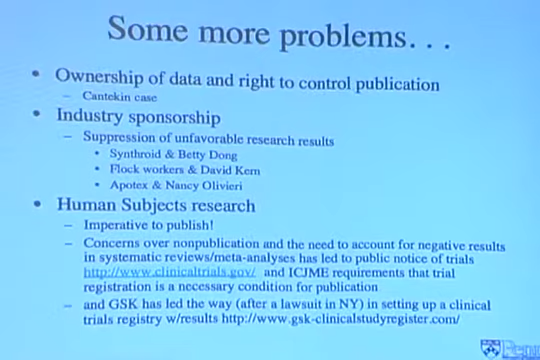 Some more problems. . .
• Ownership of data and right to control publication
– Cantekin case
• Industry sponsorship
– Suppression of unfavorable research results
• Synthroid & Betty Dong
• Flock workers & David Kern
• Apotex & Nancy Olivieri
• Human Subjects research
– Imperative to publish!
– Concerns over nonpublication and the need to account for negative results
in systematic reviews/meta-analyses has led to public notice of trials
http://www.clinicaltrials.gov/ and ICJME requirements that trial
registration is a necessary condition for publication
– and GSK has led the way (after a lawsuit in NY) in setting up a clinical
trials registry w/results http://www.gsk-clinicalstudyregister.com/
Penn